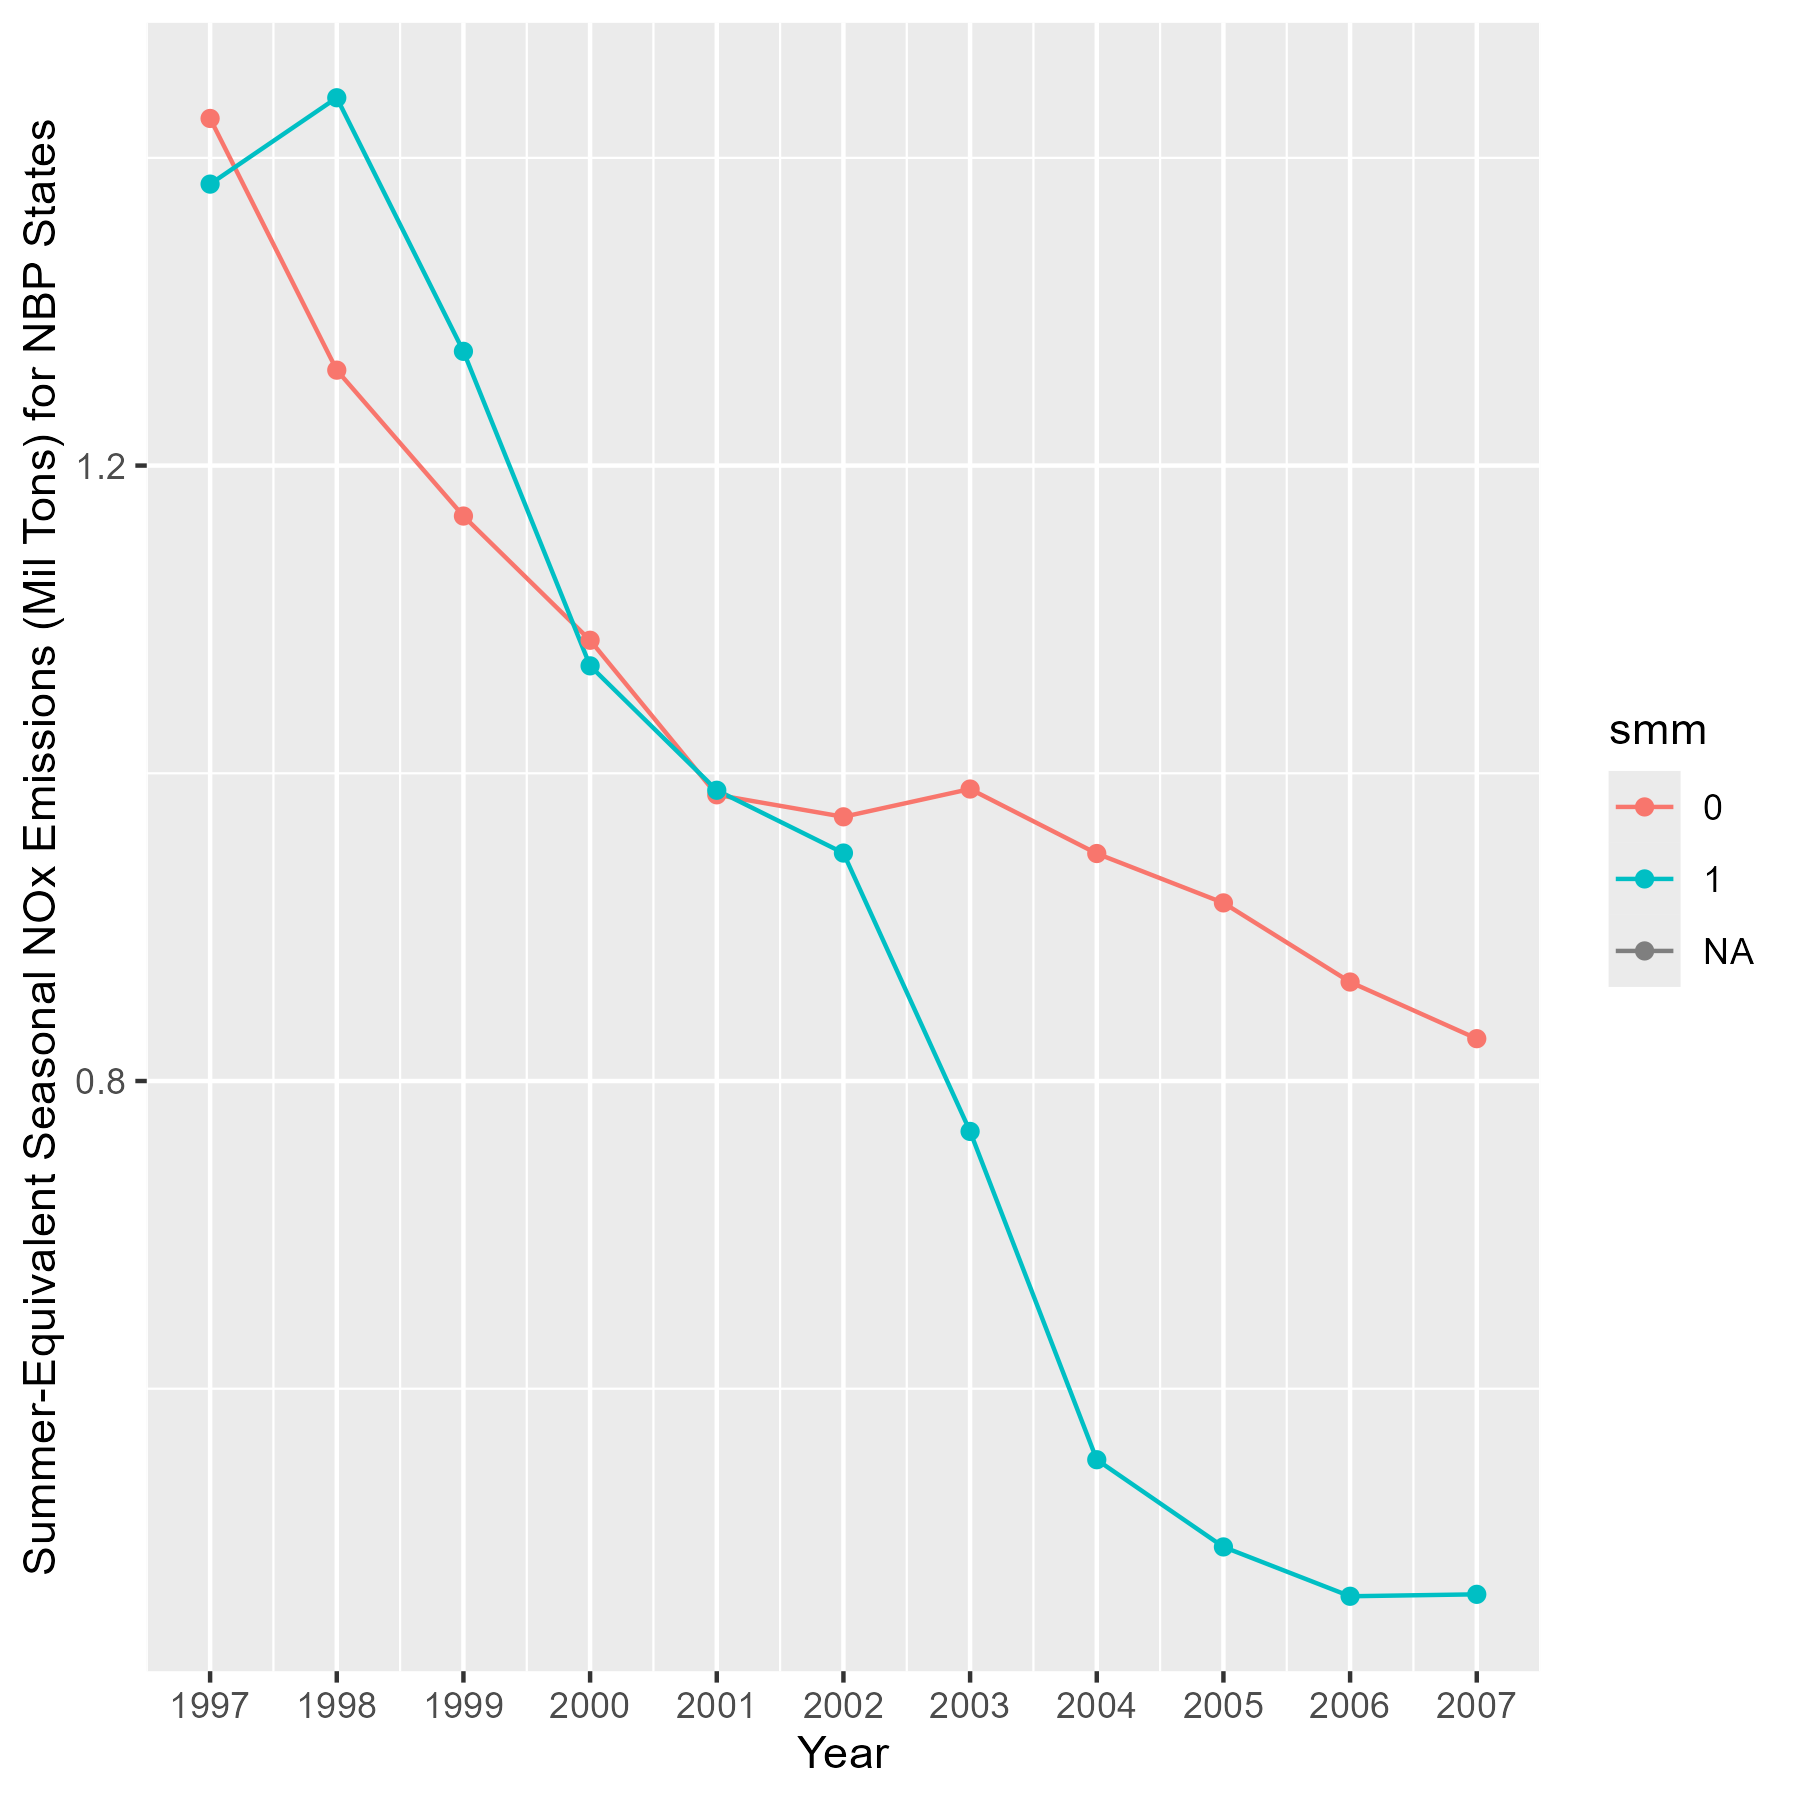 Summer-Equivalent Seasonal NOx Emissions (Mil Tons) for NBP States
1.2
0.8
1997 1998 1999 2000 2001 2002 2003 2004 2005 2006 2007
Year
smm
0
1
NA